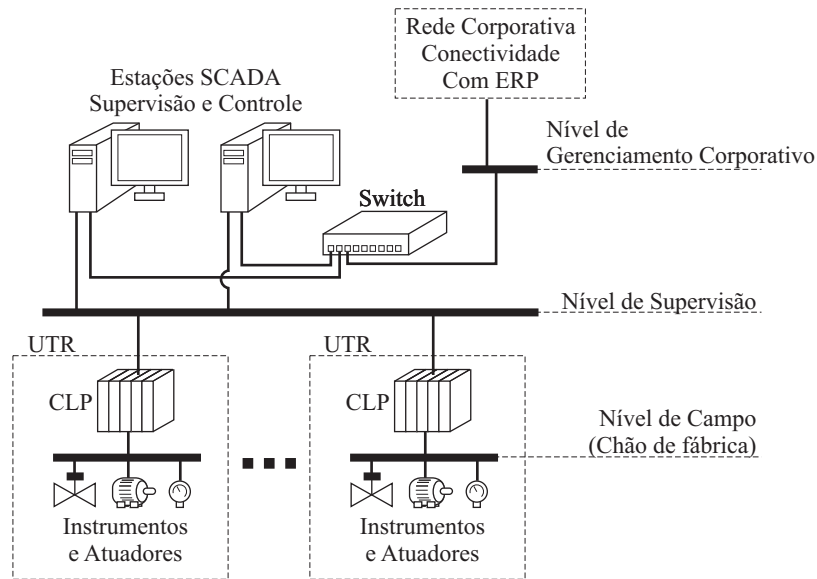 Rede Corporativa
Conectividade
Com ERP
Estações SCADA
Supervisão e Controle
Nível de
Gerenciamento Corporativo
Switch
Nível de Supervisão
UTR
UTR
CLP
CLP
Nível de Campo
(Chão de fábrica)
Instrumentos
e Atuadores
Instrumentos
e Atuadores